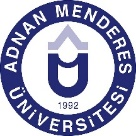 ADNAN MENDERES
ÜNİVERSİTESİ
1992